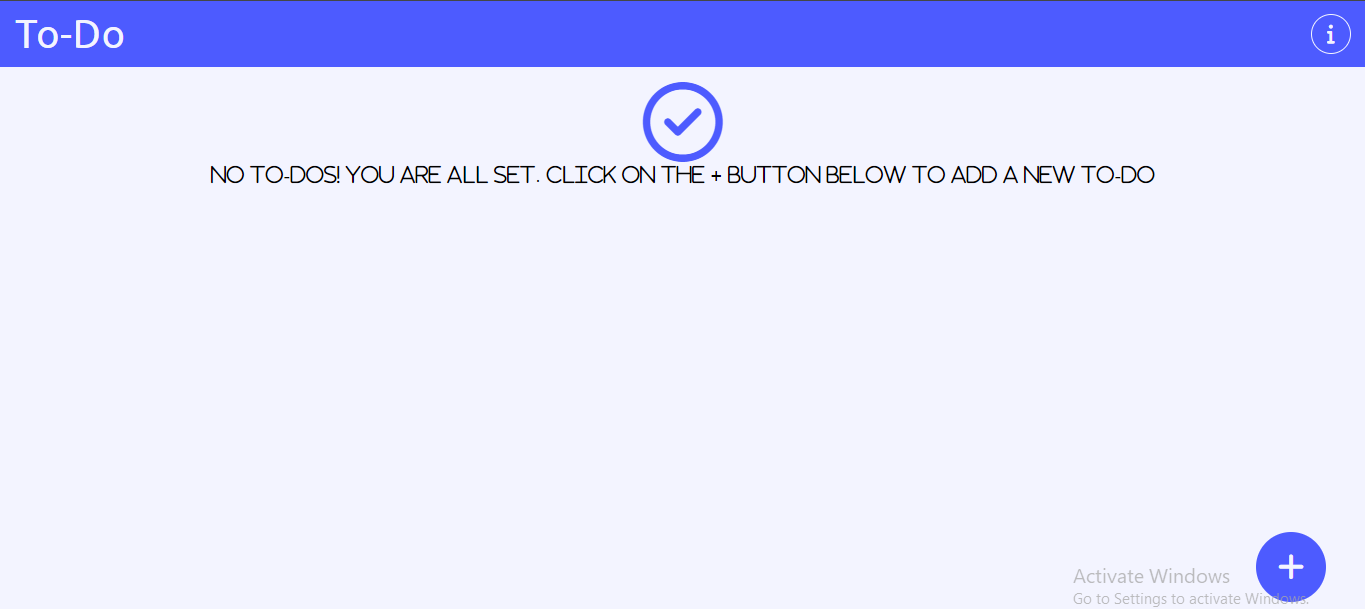 To-Do
i
NO TO-DOS! YOU ARE ALL SET. CLICK ON THE + BUTTON BELOW TO ADD A NEW TO-DO
+
Activate Windows
Go to Settings to activate Windows.